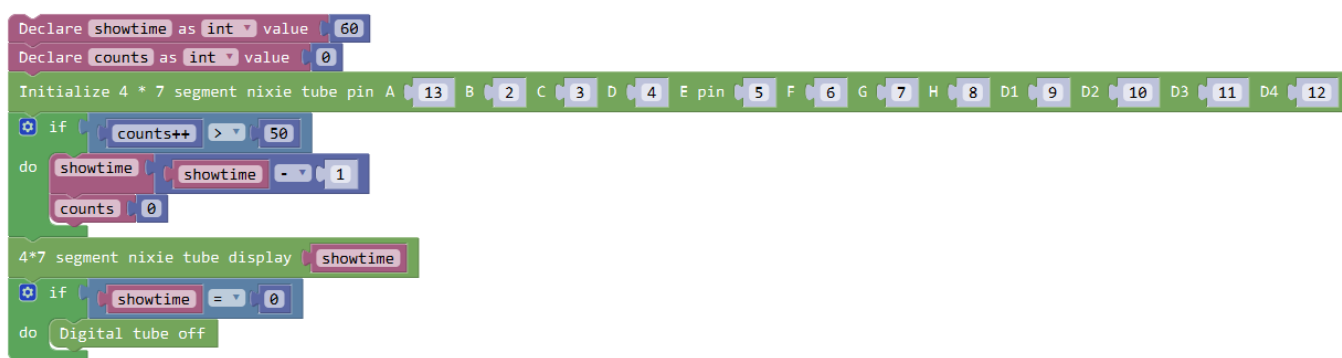 Declare showtime as int value 60
Declare counts as int value 0
Initialize 4 * 7 segment nixie tube pin A 13 B 2 C 3 D 4 E pin 5 F 6 G 7 H 8 D1 9 D2 10 D3 11 D4 12
if counts++ > 50
do showtime showtime - 1
counts 0
4*7 segment nixie tube display showtime
if showtime = 0
do Digital tube off